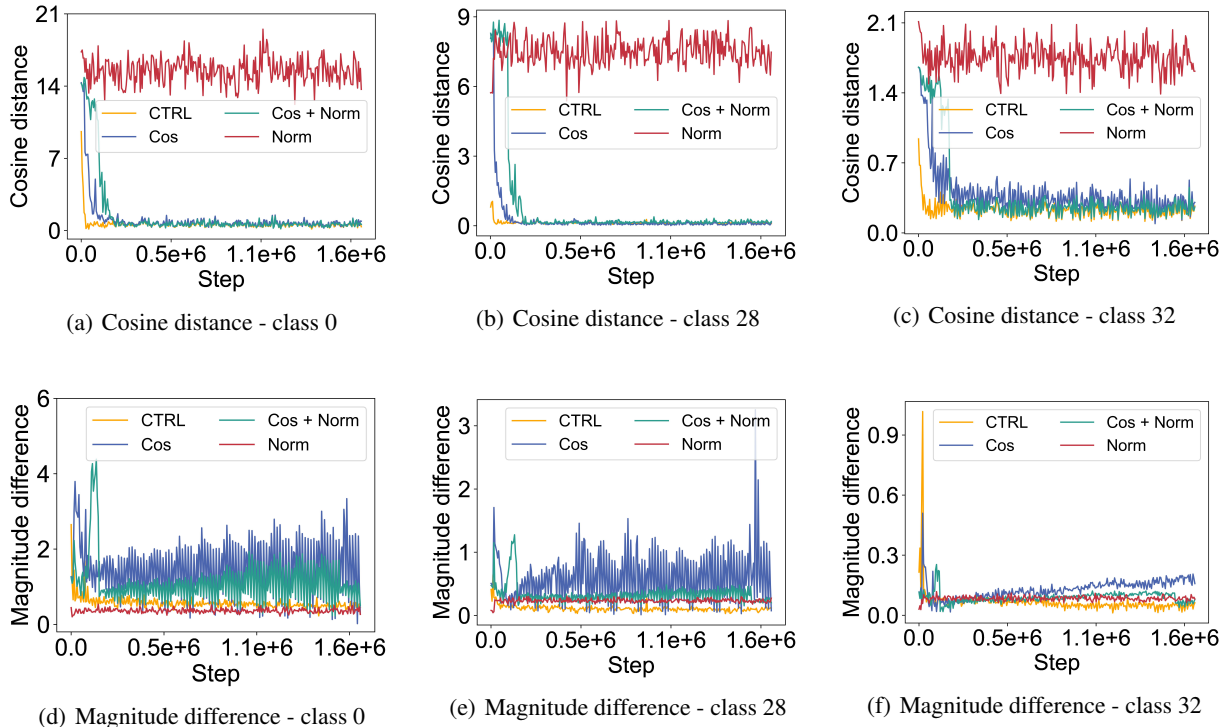 21
14
7
0
Cosine distance
CTRL
Cos
Cos + Norm
Norm
0.0
0.5e+6
1.1e+6
1.6e+6
Step
(a) Cosine distance - class 0
9
6
3
0
Cosine distance
CTRL
Cos
Cos + Norm
Norm
0.0
0.5e+6
1.1e+6
1.6e+6
Step
(b) Cosine distance - class 28
2.1
1.4
0.7
0.0
Cosine distance
CTRL
Cos
Cos + Norm
Norm
0.0
0.5e+6
1.1e+6
1.6e+6
Step
(c) Cosine distance - class 32
6
4
2
0
Magnitude difference
CTRL
Cos
Cos + Norm
Norm
0.0
0.5e+6
1.1e+6
1.6e+6
Step
(d) Magnitude difference - class 0
3
2
1
0
Magnitude difference
CTRL
Cos
Cos + Norm
Norm
0.0
0.5e+6
1.1e+6
1.6e+6
Step
(e) Magnitude difference - class 28
0.9
0.6
0.3
0.0
Magnitude difference
CTRL
Cos
Cos + Norm
Norm
0.0
0.5e+6
1.1e+6
1.6e+6
Step
(f) Magnitude difference - class 32